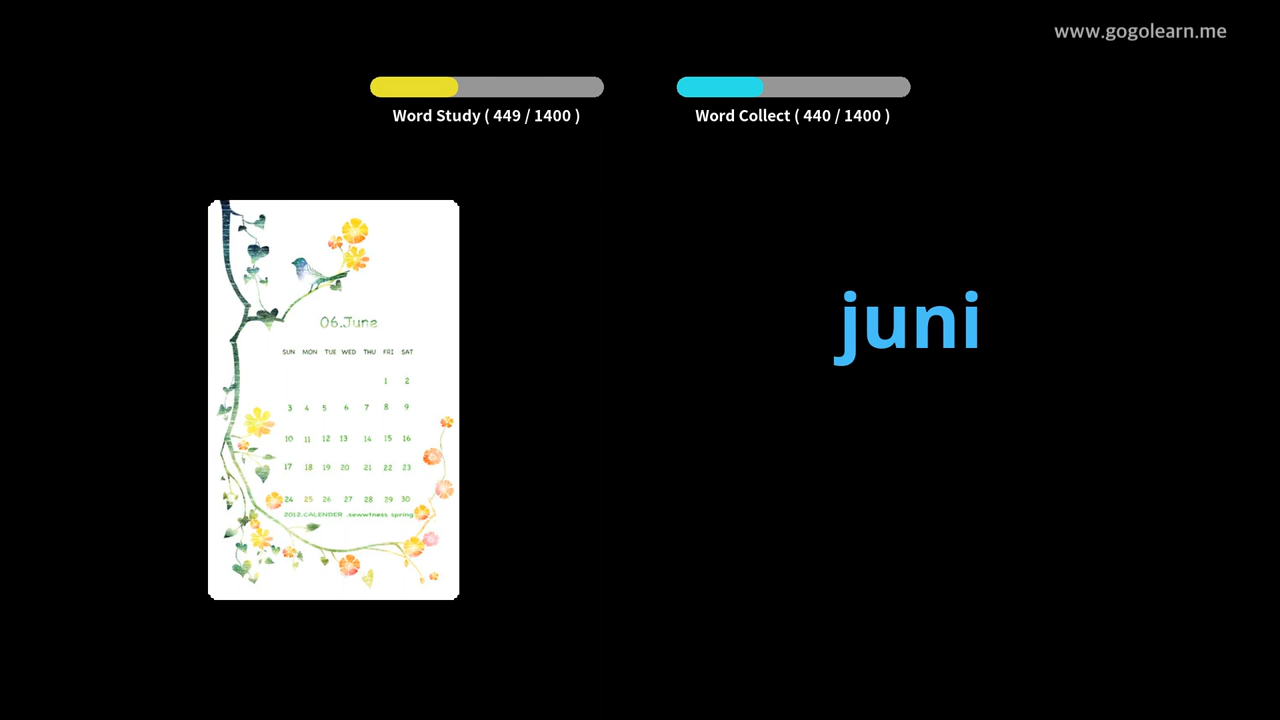 www.gogolearn.me
Word Study ( 449 / 1400 )
Word Collect ( 440 / 1400 )
06.June
SUN MON TUE WED THU FRI SAT
1 2
3 4 5 6 7 8 9
10 11 12 13 14 15 16
17 18 19 20 21 22 23
24 25 26 27 28 29 30
2012.CALENDER .sewwtness spring
juni